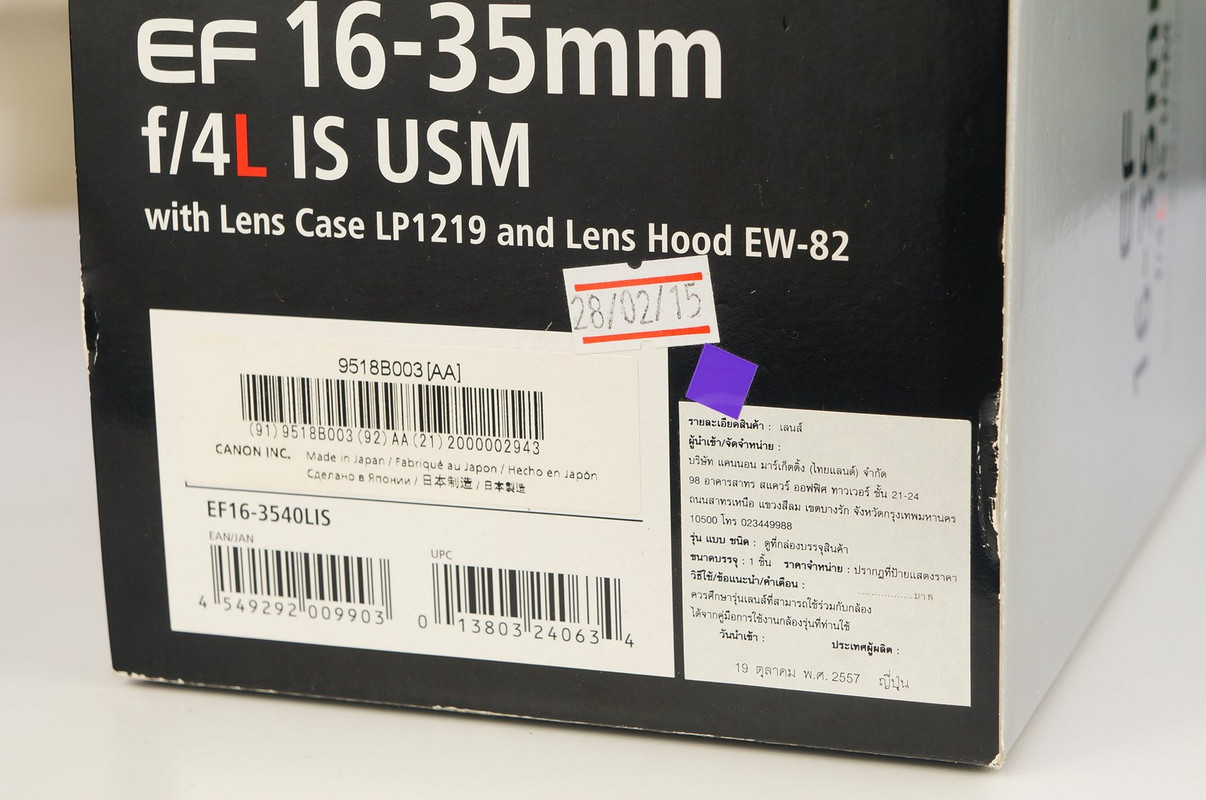 EF 16-35mm
f/4L IS USM
with Lens Case LP1219 and Lens Hood EW-82
28/02/15
9518B003[AA]
(91) 9518B003 (92) AA (21) 2000002943
CANON INC. Made in Japan / Fabriqué au Japon / Hecho en Japón
Сделано в Японии / 日本制造 / 日本製造
EF16-3540LIS
EAN/JAN
4 549292 009903
UPC
0 13803 24063 4
รายละเอียดสินค้า : เลนส์
ผู้นำเข้า/จัดจำหน่าย :
บริษัท แคนนอน มาร์เก็ตติ้ง (ไทยแลนด์) จำกัด
98 อาคารสาทร สแควร์ ออฟฟิศ ทาวเวอร์ ชั้น 21-24
ถนนสาทรเหนือ แขวงสีลม เขตบางรัก จังหวัดกรุงเทพมหานคร
10500 โทร 023449988
รุ่น แบบ ชนิด : ดูที่กล่องบรรจุสินค้า
ขนาดบรรจุ : 1 ชิ้น ราคาจำหน่าย : ปรากฏที่ป้ายแสดงราคา
วิธีใช้/ข้อแนะนำ/คำเตือน : ................บาท
ควรศึกษารุ่นเลนส์ที่สามารถใช้ร่วมกับกล้อง
ได้จากคู่มือการใช้งานกล้องรุ่นที่ท่านใช้
วันนำเข้า : ประเทศผู้ผลิต :
19 ตุลาคม พ.ศ. 2557 ญี่ปุ่น
EF
16-35mm